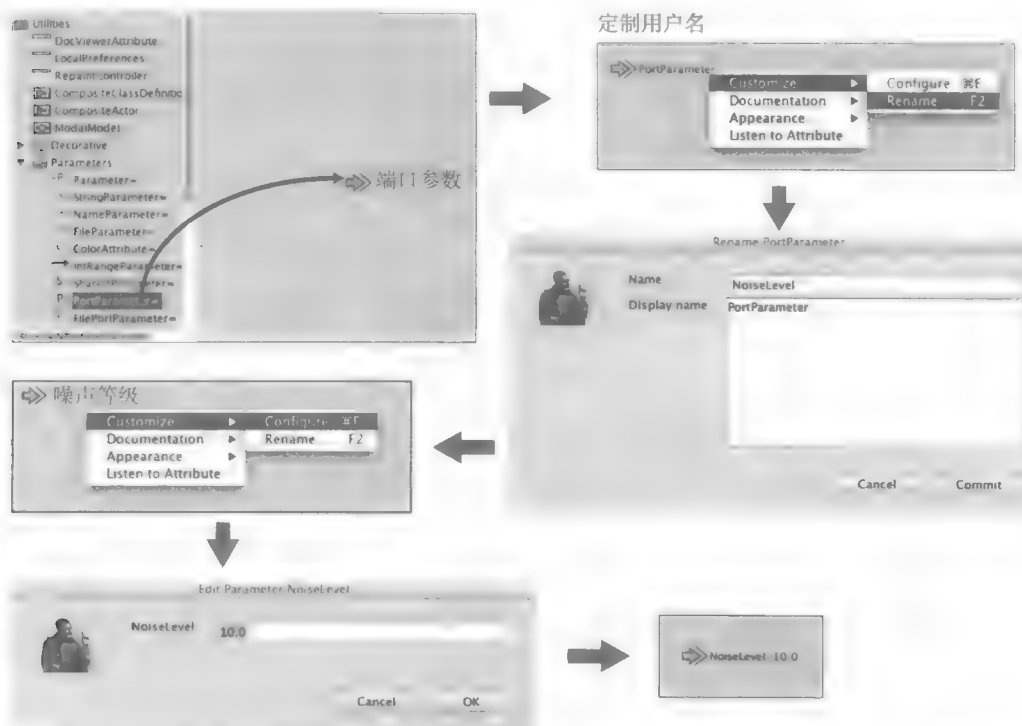 Utilities
DocViewerAttribute
LocalPreferences
RepaintController
CompositeClassDefinitio
CompositeActor
ModalModel
Decorative
Parameters
Parameter=
StringParameter=
NameParameter=
FileParameter=
ColorAttribute=
IntRangeParameter=
PortParameter=
FilePortParameter=
端口参数
定制用户名
PortParameter
Customize
Documentation
Appearance
Listen to Attribute
Configure ⌘E
Rename F2
Rename PortParameter
Name NoiseLevel
Display name PortParameter
Cancel Commit
噪声等级
Customize
Documentation
Appearance
Listen to Attribute
Configure ⌘E
Rename F2
Edit Parameter NoiseLevel
NoiseLevel 10.0
Cancel OK
NoiseLevel 10.0